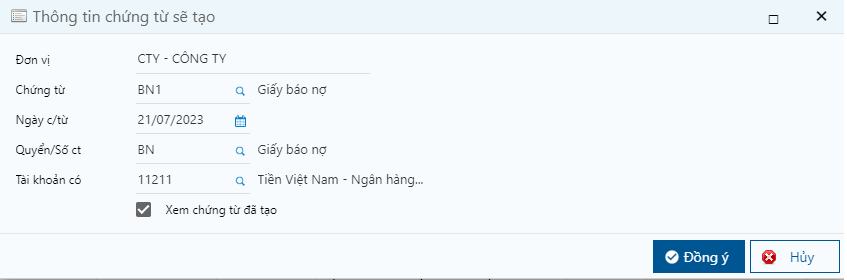 Thông tin chứng từ sẽ tạo
Đơn vị CTY - CÔNG TY
Chứng từ BN1 Giấy báo nợ
Ngày c/từ 21/07/2023
Quyển/Số ct BN Giấy báo nợ
Tài khoản có 11211 Tiền Việt Nam - Ngân hàng...
Xem chứng từ đã tạo
Đồng ý Hủy